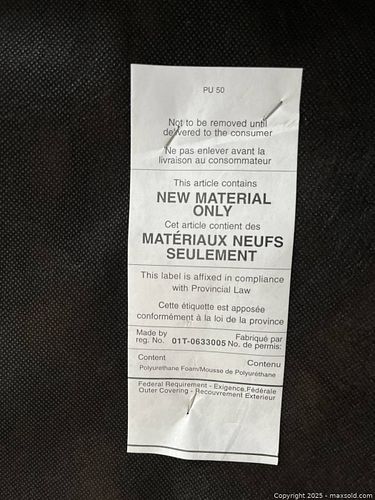 PU 50
Not to be removed until
delivered to the consumer
Ne pas enlever avant la
livraison au consommateur
This article contains
NEW MATERIAL
ONLY
Cet article contient des
MATÉRIAUX NEUFS
SEULEMENT
This label is affixed in compliance
with Provincial Law
Cette étiquette est apposée
conformément à la loi de la province
Made by Fabriqué par
reg. No. 01T-0633005 No. de permis:
Content Contenu
Polyurethane Foam/Mousse de Polyuréthane
Federal Requirement - Exigence Fédérale
Outer Covering - Recouvrement Exterieur
Copyright 2025 - maxsold.com